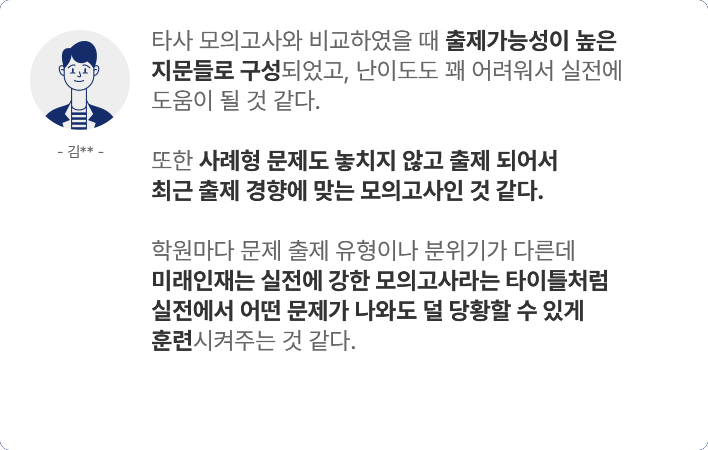 타사 모의고사와 비교하였을 때 출제가능성이 높은
지문들로 구성되었고, 난이도도 꽤 어려워서 실전에
도움이 될 것 같다.
- 김** -
또한 사례형 문제도 놓치지 않고 출제 되어서
최근 출제 경향에 맞는 모의고사인 것 같다.
학원마다 문제 출제 유형이나 분위기가 다른데
미래인재는 실전에 강한 모의고사라는 타이틀처럼
실전에서 어떤 문제가 나와도 덜 당황할 수 있게
훈련시켜주는 것 같다.